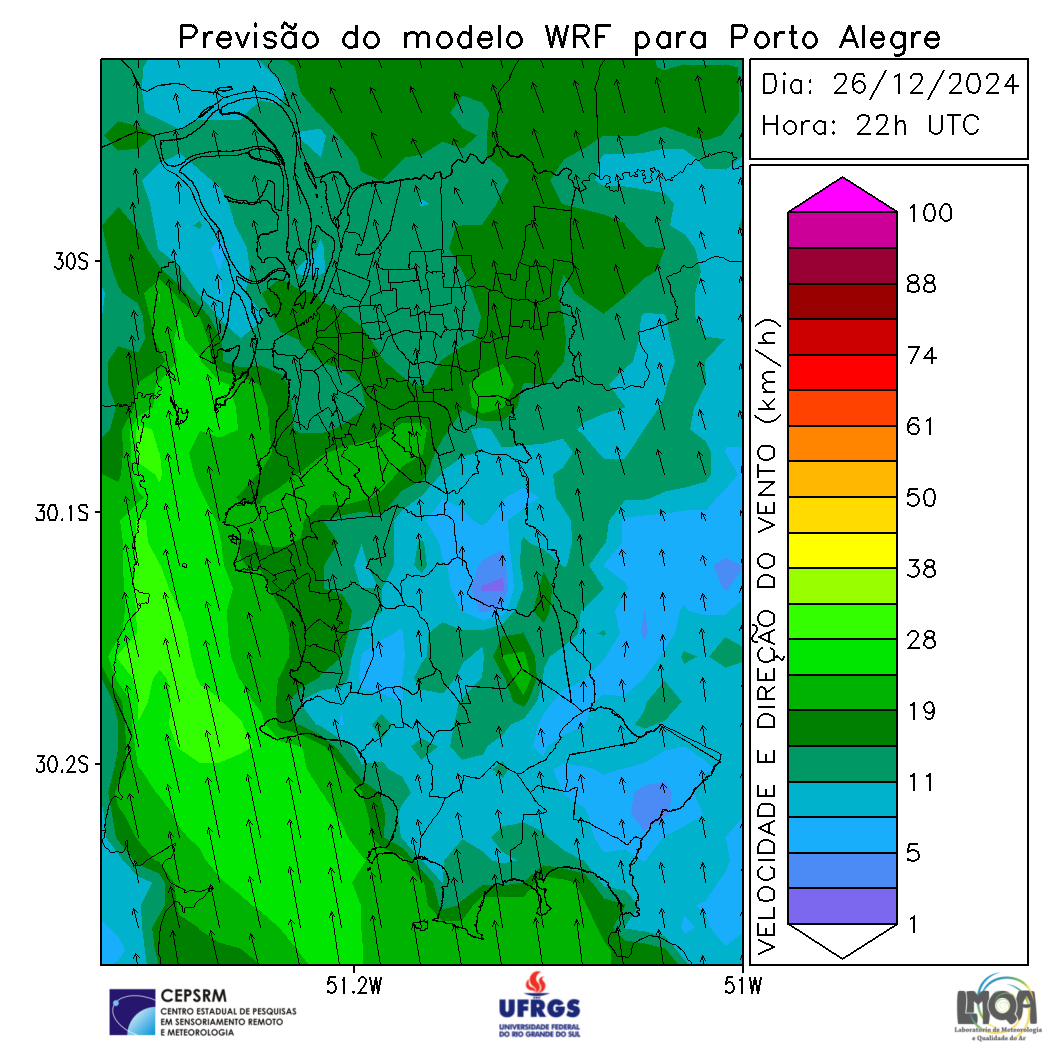 Previsão do modelo WRF para Porto Alegre
Dia: 26/12/2024
Hora: 22h UTC
30S
30.1S
30.2S
51.2W
51W
VELOCIDADE E DIREÇÃO DO VENTO (km/h)
100
88
74
61
50
38
28
19
11
5
1
CEPSRM
CENTRO ESTADUAL DE PESQUISAS
EM SENSORIAMENTO REMOTO
E METEOROLOGIA
UFRGS
UNIVERSIDADE FEDERAL
DO RIO GRANDE DO SUL
LMQA
Laboratório de Meteorologia
e Qualidade do Ar